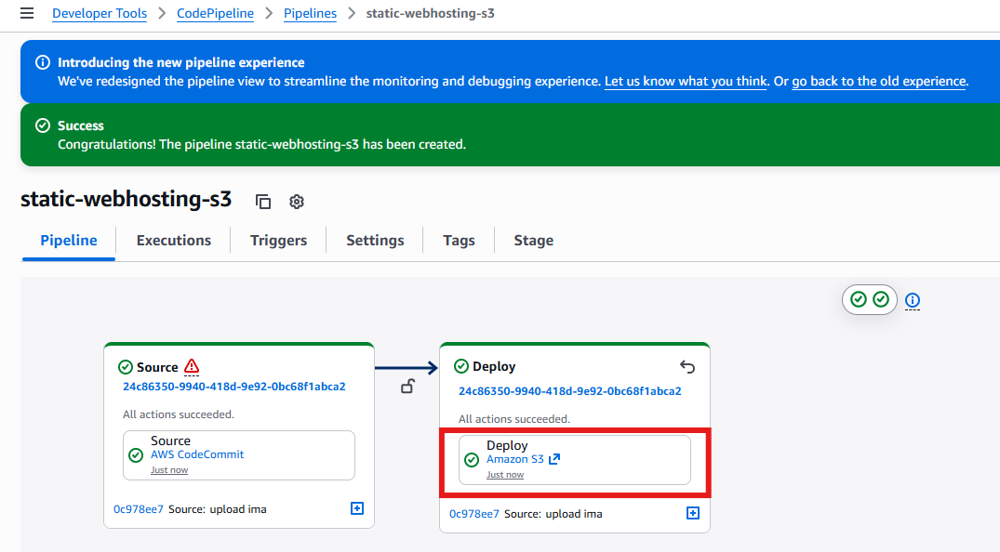 Developer Tools > CodePipeline > Pipelines > static-webhosting-s3
Introducing the new pipeline experience
We've redesigned the pipeline view to streamline the monitoring and debugging experience. Let us know what you think. Or go back to the old experience.
Success
Congratulations! The pipeline static-webhosting-s3 has been created.
static-webhosting-s3
Pipeline Executions Triggers Settings Tags Stage
Source
24c86350-9940-418d-9e92-0bc68f1abca2
All actions succeeded.
Source
AWS CodeCommit
Just now
0c978ee7 Source: upload ima
Deploy
24c86350-9940-418d-9e92-0bc68f1abca2
All actions succeeded.
Deploy
Amazon S3
Just now
0c978ee7 Source: upload ima